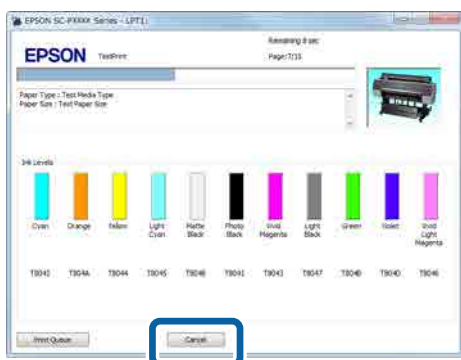 EPSON SC-PXXXX Series - LPT1:
EPSON
TestPrint
Remaining 8 sec
Page:7/15
Paper Type : Test Media Type
Paper Size : Test Paper Size
Ink Levels
Cyan Orange Yellow Light Cyan Matte Black Photo Black Vivid Magenta Light Black Green Violet Vivid Light Magenta
T8042 T804A T8044 T8045 T8048 T8041 T8043 T8047 T804B T804D T8046
Print Queue
Cancel